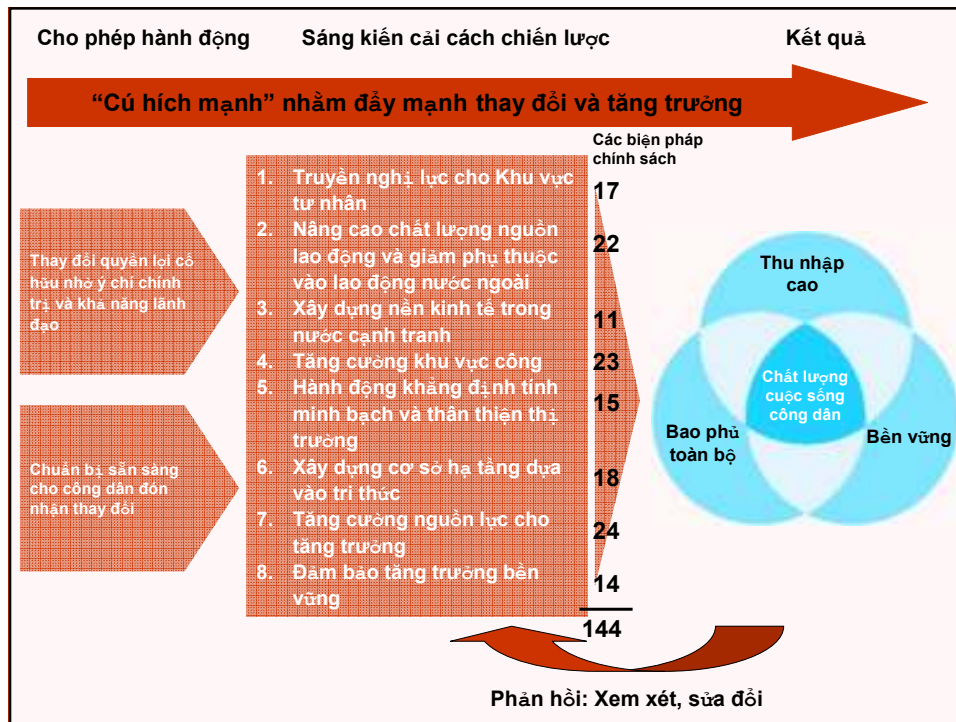 Cho phép hành động
Sáng kiến cải cách chiến lược
Kết quả
“Cú hích mạnh” nhằm đẩy mạnh thay đổi và tăng trưởng
Các biện pháp
chính sách
Thay đổi quyền lợi cố
hữu nhờ ý chí chính
trị và khả năng lãnh
đạo
Chuẩn bị sẵn sàng
cho công dân đón
nhận thay đổi
1. Truyền nghị lực cho Khu vực
tư nhân
2. Nâng cao chất lượng nguồn
lao động và giảm phụ thuộc
vào lao động nước ngoài
3. Xây dựng nền kinh tế trong
nước cạnh tranh
4. Tăng cường khu vực công
5. Hành động khẳng định tính
minh bạch và thân thiện thị
trường
6. Xây dựng cơ sở hạ tầng dựa
vào tri thức
7. Tăng cường nguồn lực cho
tăng trưởng
8. Đảm bảo tăng trưởng bền
vững
17
22
11
23
15
18
24
14
144
Thu nhập
cao
Chất lượng
cuộc sống
công dân
Bao phủ
toàn bộ
Bền vững
Phản hồi: Xem xét, sửa đổi